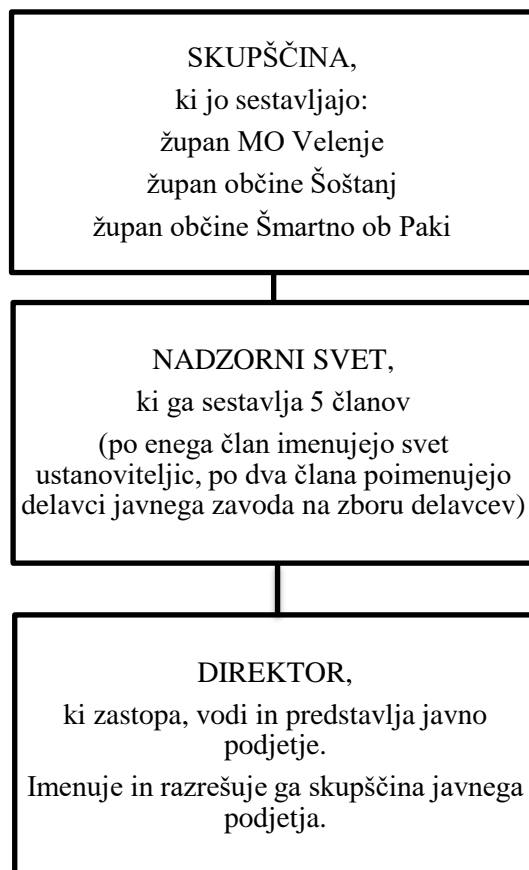 SKUPŠČINA,
ki jo sestavljajo:
župan MO Velenje
župan občine Šoštanj
župan občine Šmartno ob Paki
NADZORNI SVET,
ki ga sestavlja 5 članov
(po enega član imenujejo svet
ustanoviteljic, po dva člana poimenujejo
delavci javnega zavoda na zboru delavcev)
DIREKTOR,
ki zastopa, vodi in predstavlja javno
podjetje.
Imenuje in razrešuje ga skupščina javnega
podjetja.